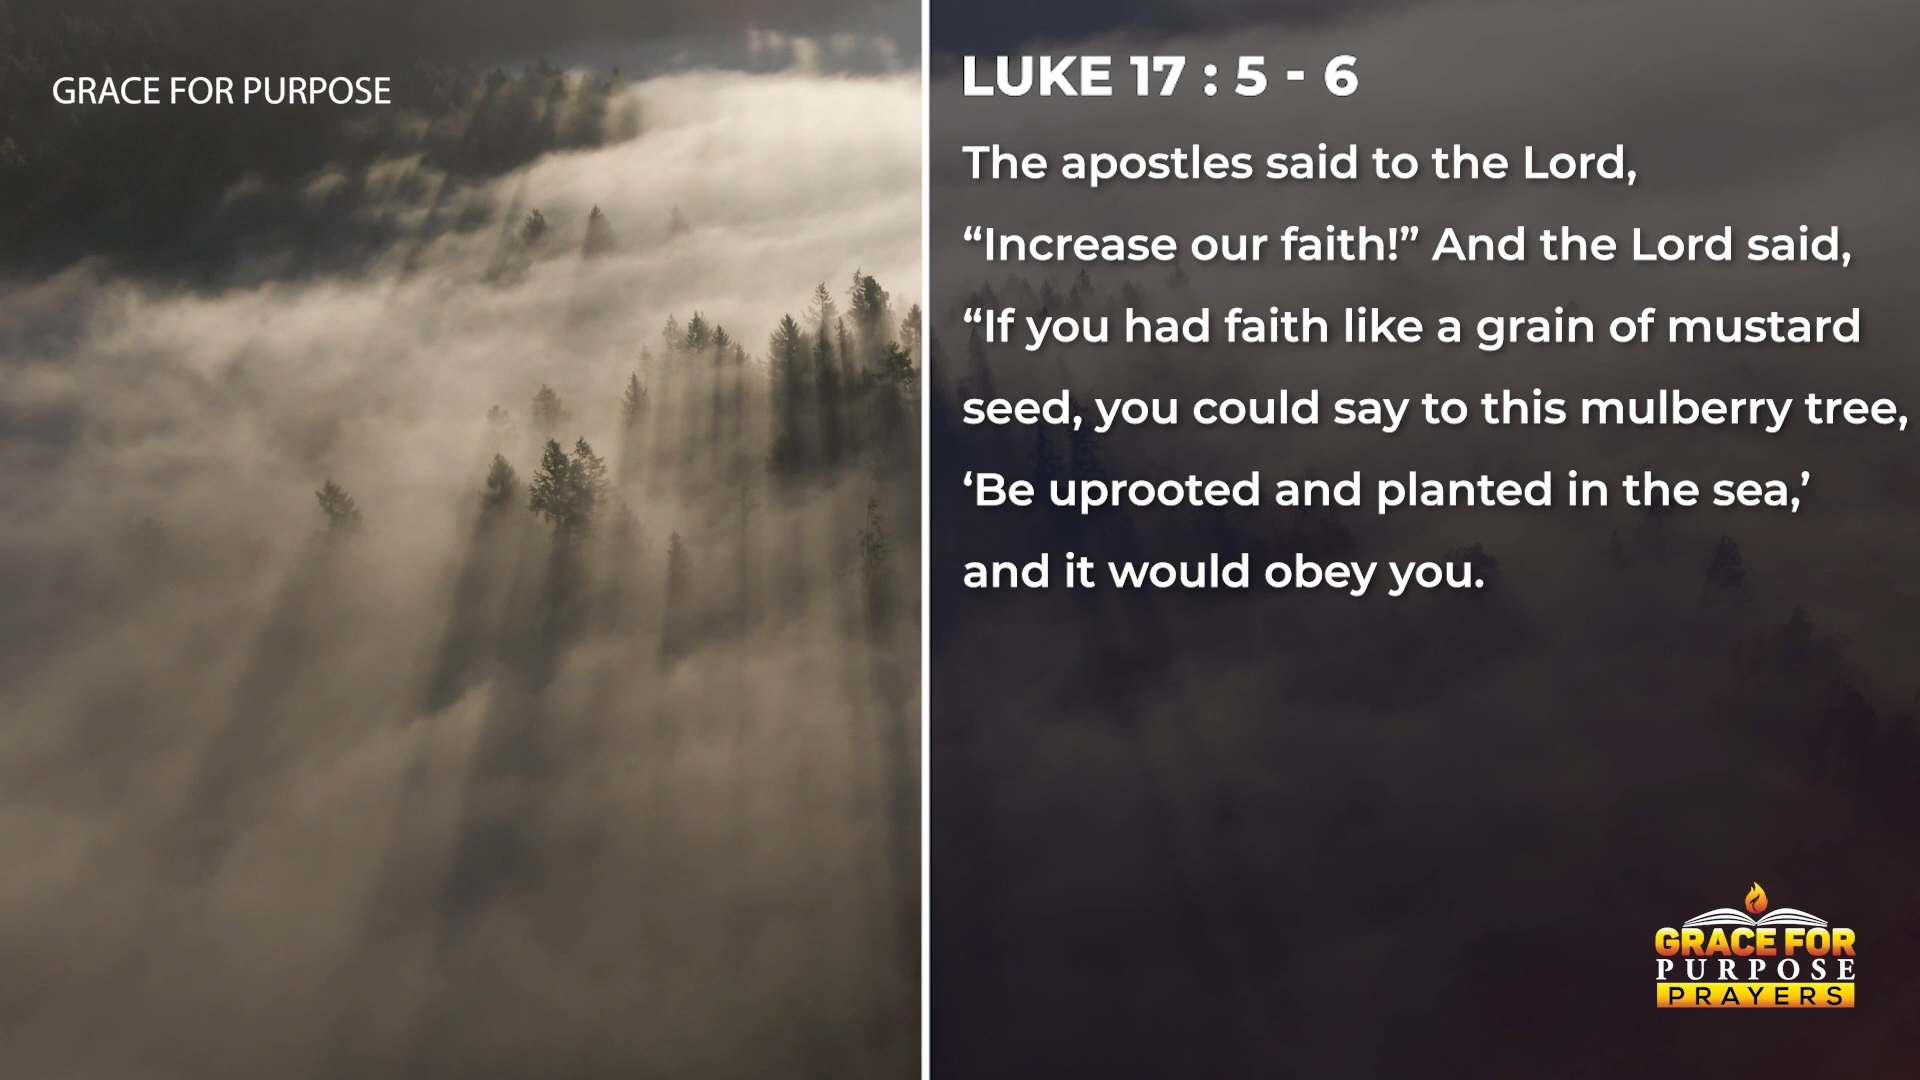 GRACE FOR PURPOSE
LUKE 17 : 5 - 6
The apostles said to the Lord,
“Increase our faith!” And the Lord said,
“If you had faith like a grain of mustard
seed, you could say to this mulberry tree,
‘Be uprooted and planted in the sea,’
and it would obey you.
GRACE FOR
PURPOSE
PRAYERS